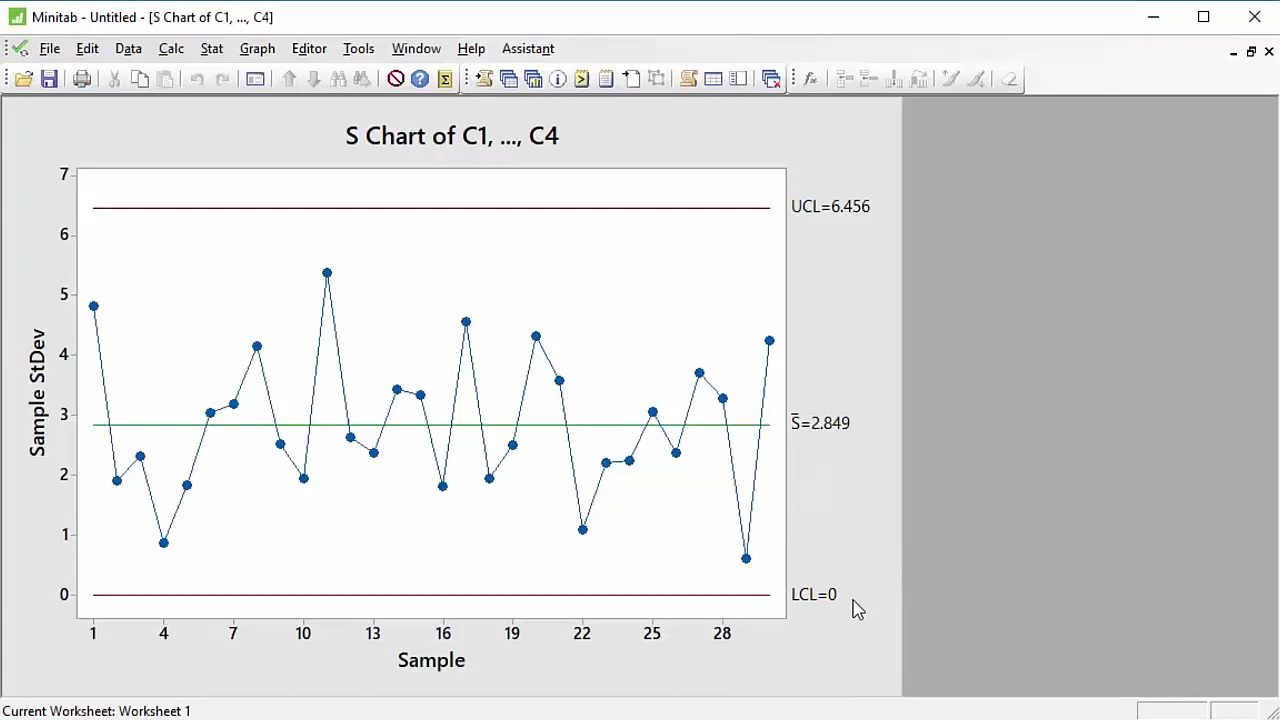 Minitab - Untitled - [S Chart of C1, ..., C4]
File Edit Data Calc Stat Graph Editor Tools Window Help Assistant
S Chart of C1, ..., C4
7
6
5
4
3
2
1
0
Sample StDev
UCL=6.456
S̅=2.849
LCL=0
1 4 7 10 13 16 19 22 25 28
Sample
Current Worksheet: Worksheet 1